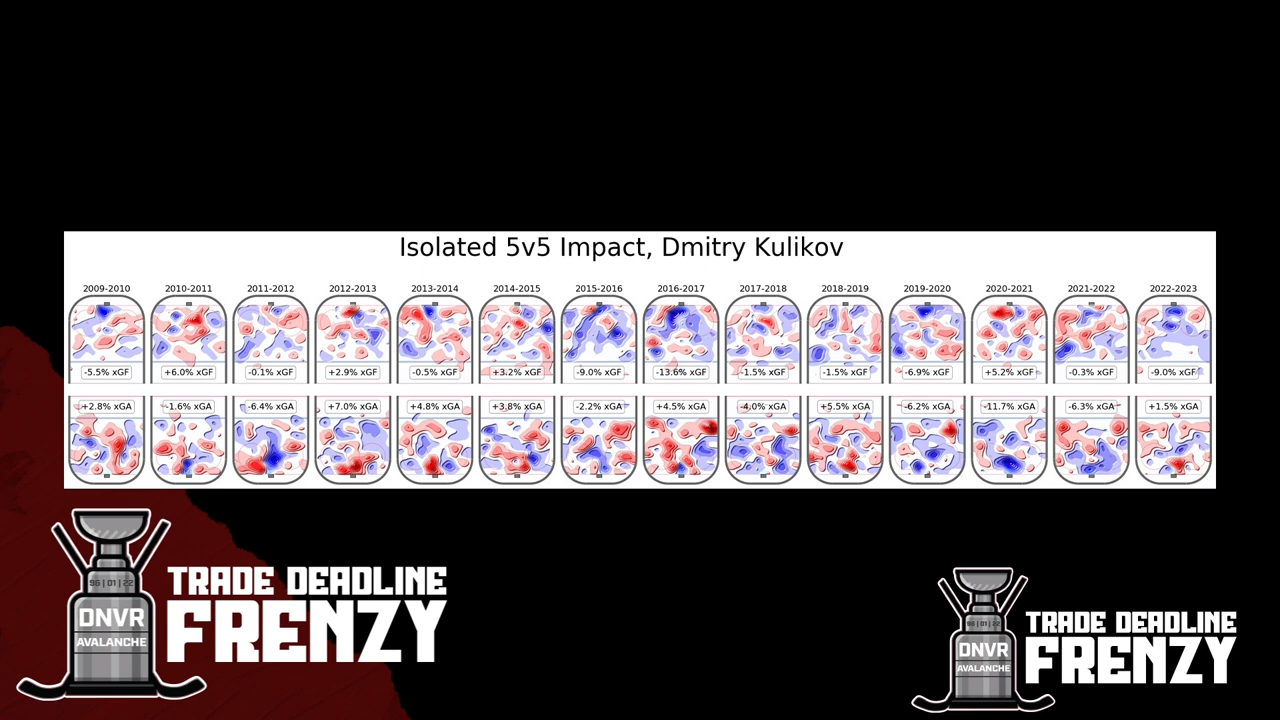 Isolated 5v5 Impact, Dmitry Kulikov
2009-2010 2010-2011 2011-2012 2012-2013 2013-2014 2014-2015 2015-2016 2016-2017 2017-2018 2018-2019 2019-2020 2020-2021 2021-2022 2022-2023
-5.5% xGF +6.0% xGF -0.1% xGF +2.9% xGF -0.5% xGF +3.2% xGF -9.0% xGF -13.6% xGF -1.5% xGF -1.5% xGF -6.9% xGF +5.2% xGF -0.3% xGF -9.0% xGF
+2.8% xGA -1.6% xGA -6.4% xGA +7.0% xGA +4.8% xGA +3.8% xGA -2.2% xGA +4.5% xGA -4.0% xGA +5.5% xGA -6.2% xGA -11.7% xGA -6.3% xGA +1.5% xGA
96 | 01 | 22
DNVR
AVALANCHE
TRADE DEADLINE
FRENZY
96 | 01 | 22
DNVR
AVALANCHE
TRADE DEADLINE
FRENZY